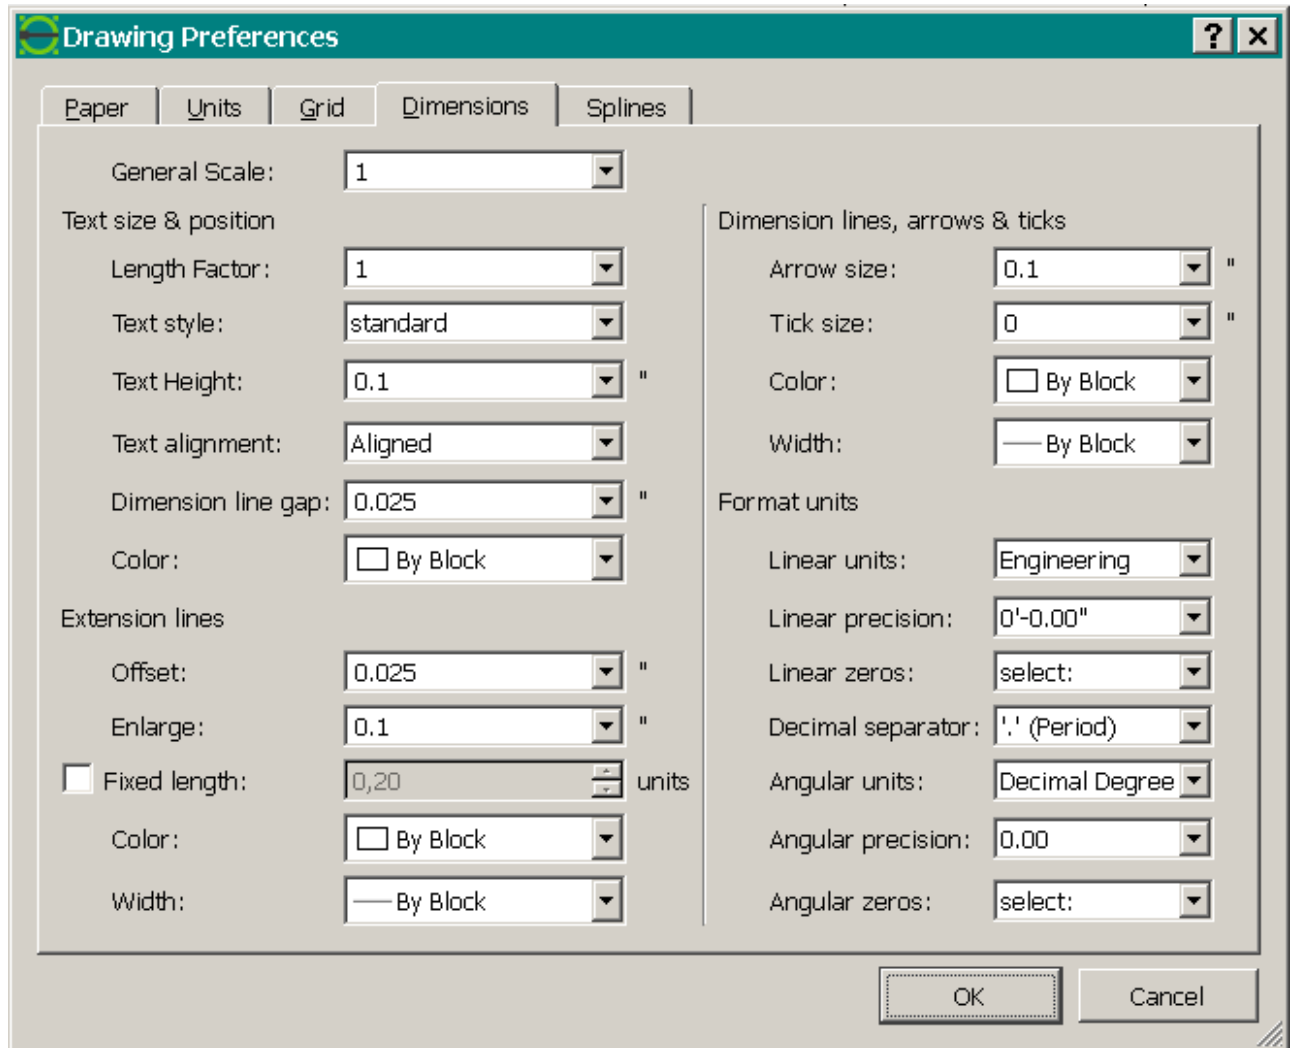 Drawing Preferences
Paper Units Grid Dimensions Splines
General Scale: 1
Text size & position
Length Factor: 1
Text style: standard
Text Height: 0.1 "
Text alignment: Aligned
Dimension line gap: 0.025 "
Color: By Block
Extension lines
Offset: 0.025 "
Enlarge: 0.1 "
Fixed length: 0,20 units
Color: By Block
Width: By Block
Dimension lines, arrows & ticks
Arrow size: 0.1 "
Tick size: 0 "
Color: By Block
Width: By Block
Format units
Linear units: Engineering
Linear precision: 0'-0.00"
Linear zeros: select:
Decimal separator: '.' (Period)
Angular units: Decimal Degree
Angular precision: 0.00
Angular zeros: select:
OK Cancel